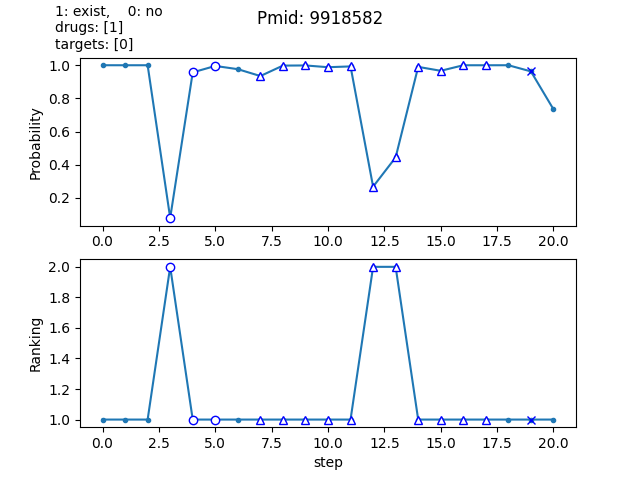 1: exist,    0: no
drugs: [1]
targets: [0]
Pmid: 9918582
Probability
1.0
0.8
0.6
0.4
0.2
0.0 2.5 5.0 7.5 10.0 12.5 15.0 17.5 20.0
Ranking
2.0
1.8
1.6
1.4
1.2
1.0
0.0 2.5 5.0 7.5 10.0 12.5 15.0 17.5 20.0
step